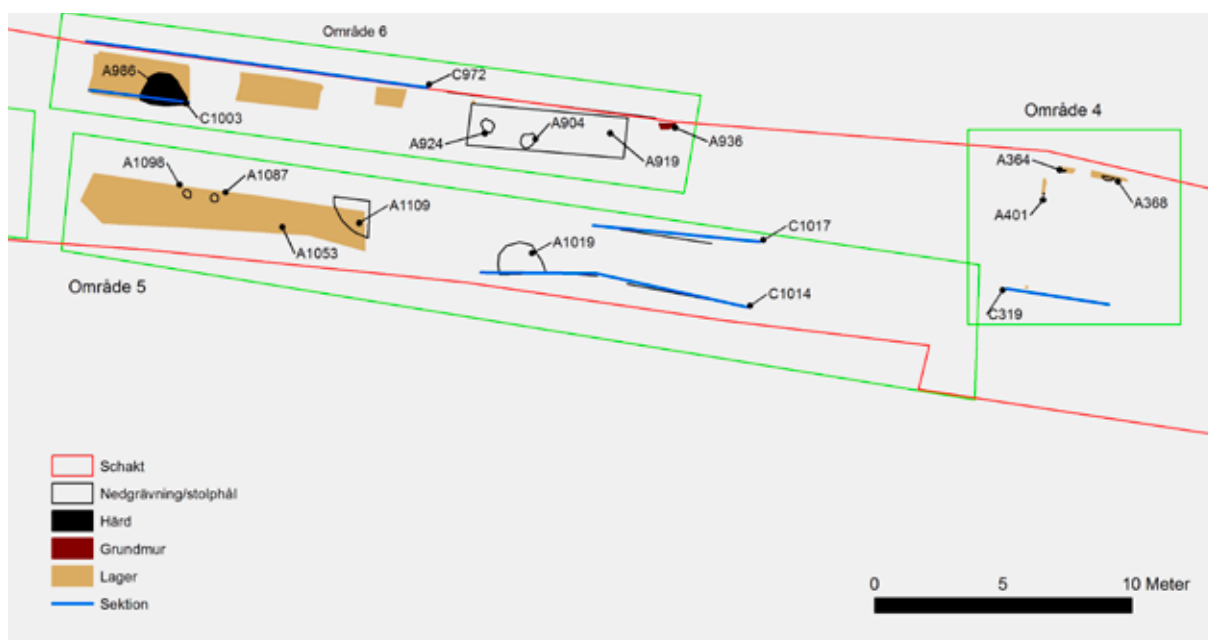 Område 6
A986
C972
C1003
A924
A904
A919
A936
Område 4
A364
A368
A401
A1098
A1087
A1109
A1053
A1019
C1017
C1014
C319
Område 5
Schakt
Nedgrävning/stolphål
Härd
Grundmur
Lager
Sektion
0 5 10 Meter